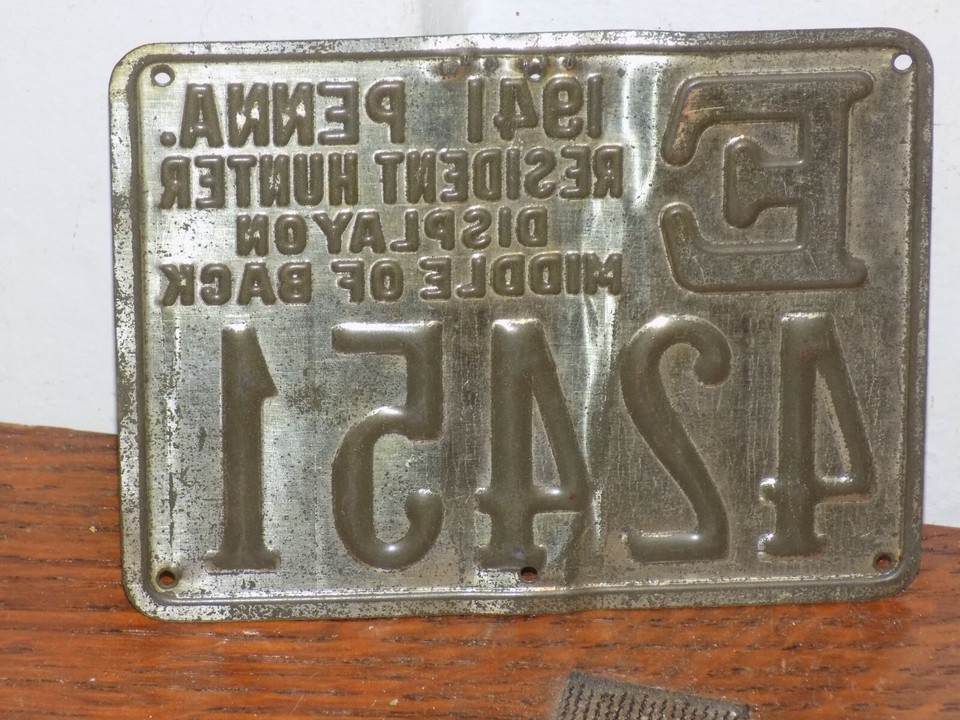 E
1941 PENNA.
RESIDENT HUNTER
DISPLAY ON
MIDDLE OF BACK
42451